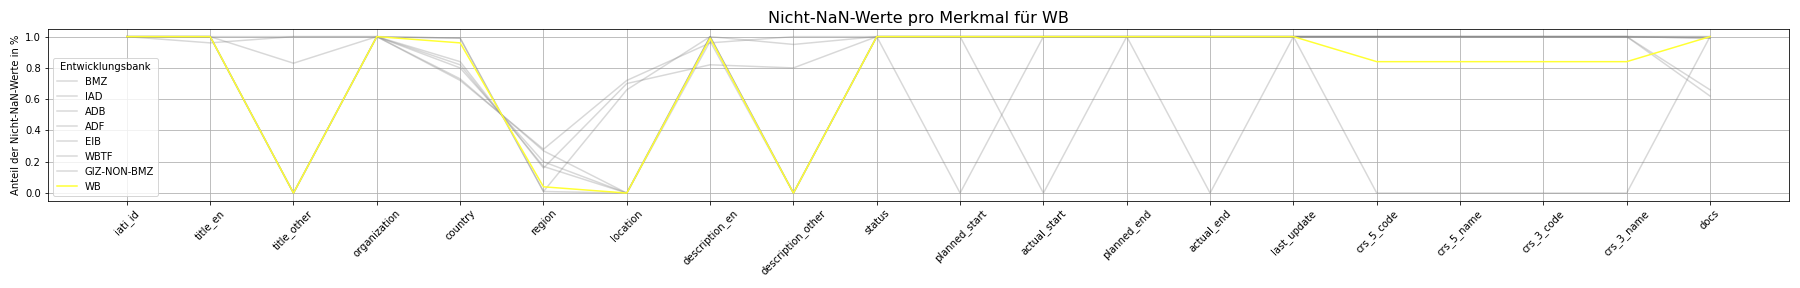 Nicht-NaN-Werte pro Merkmal für WB
Anteil der Nicht-NaN-Werte in %
1.0
0.8
0.6
0.4
0.2
0.0
Entwicklungsbank
BMZ
IAD
ADB
ADF
EIB
WBTF
GIZ-NON-BMZ
WB
iati_id
title_en
title_other
organization
country
region
location
description_en
description_other
status
planned_start
actual_start
planned_end
actual_end
last_update
crs_5_code
crs_5_name
crs_3_code
crs_3_name
docs